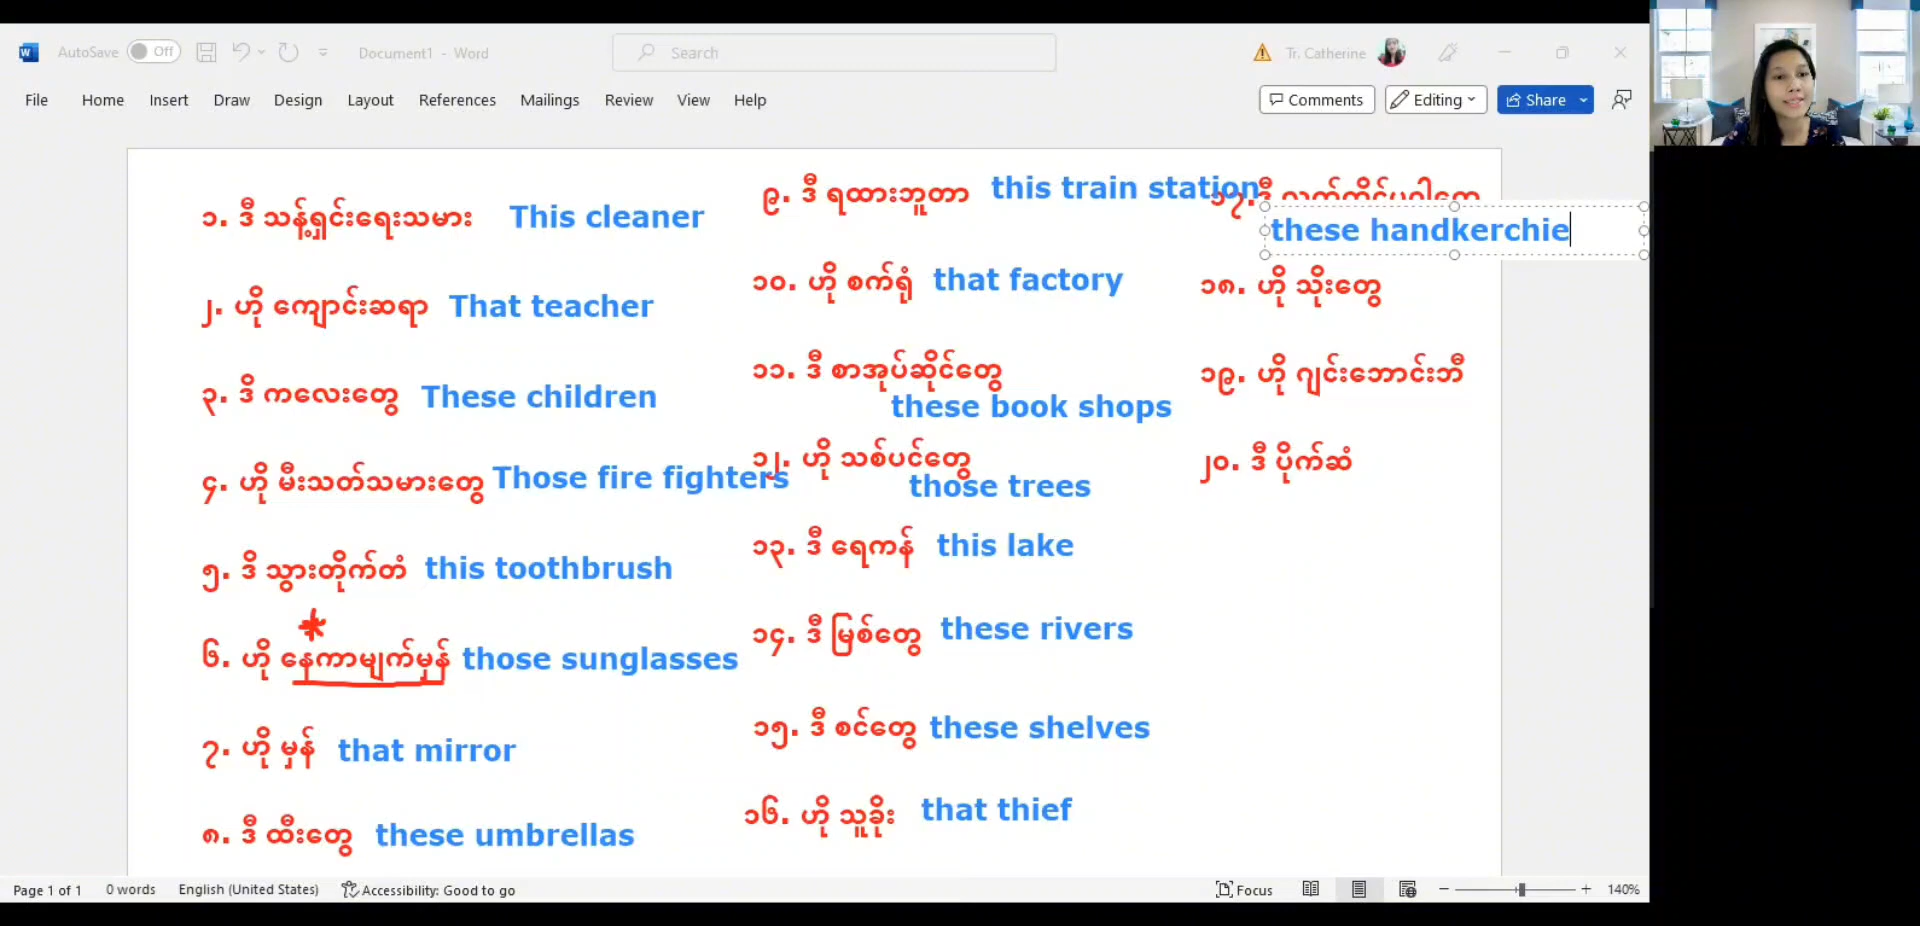 AutoSave Off Document1 - Word Search Tr. Catherine
File Home Insert Draw Design Layout References Mailings Review View Help Comments Editing Share
၁. ဒီ သန့်ရှင်းရေးသမား This cleaner
၂. ဟို ကျောင်းဆရာ That teacher
၃. ဒီ ကလေးတွေ These children
၄. ဟို မီးသတ်သမားတွေ Those fire fighters
၅. ဒီ သွားတိုက်တံ this toothbrush
၆. ဟို နေကာမျက်မှန် those sunglasses
၇. ဟို မှန် that mirror
၈. ဒီ ထီးတွေ these umbrellas
၉. ဒီ ရထားဘူတာ this train station
၁၀. ဟို စက်ရုံ that factory
၁၁. ဒီ စာအုပ်ဆိုင်တွေ
these book shops
၁၂. ဟို သစ်ပင်တွေ
those trees
၁၃. ဒီ ရေကန် this lake
၁၄. ဒီ မြစ်တွေ these rivers
၁၅. ဒီ စင်တွေ these shelves
၁၆. ဟို သူခိုး that thief
၁၇. ဒီ
these handkerchie
၁၈. ဟို သိုးတွေ
၁၉. ဟို ဂျင်းဘောင်းဘီ
၂၀. ဒီ ပိုက်ဆံ
Page 1 of 1 0 words English (United States) Accessibility: Good to go Focus 140%